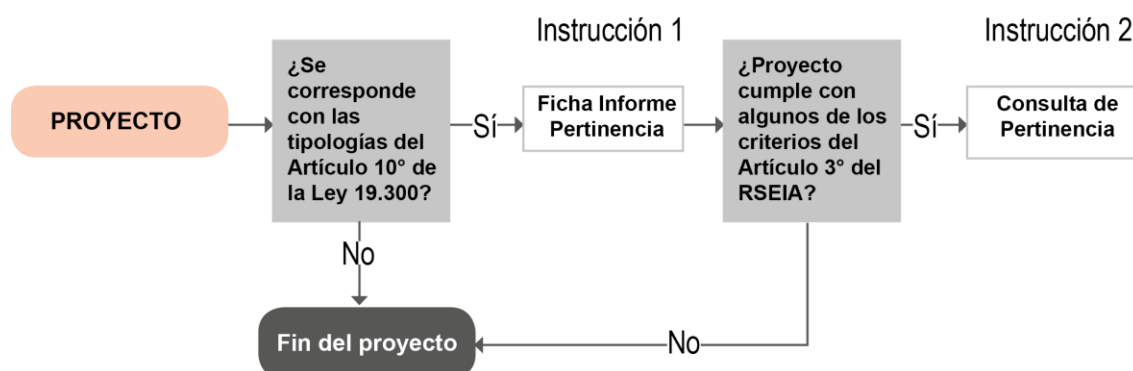 Instrucción 1
Instrucción 2
PROYECTO
¿Se
corresponde
con las
tipologías del
Artículo 10° de
la Ley 19.300?
Sí
Ficha Informe
Pertinencia
¿Proyecto
cumple con
algunos de los
criterios del
Artículo 3° del
RSEIA?
Sí
Consulta de
Pertinencia
No
Fin del proyecto
No